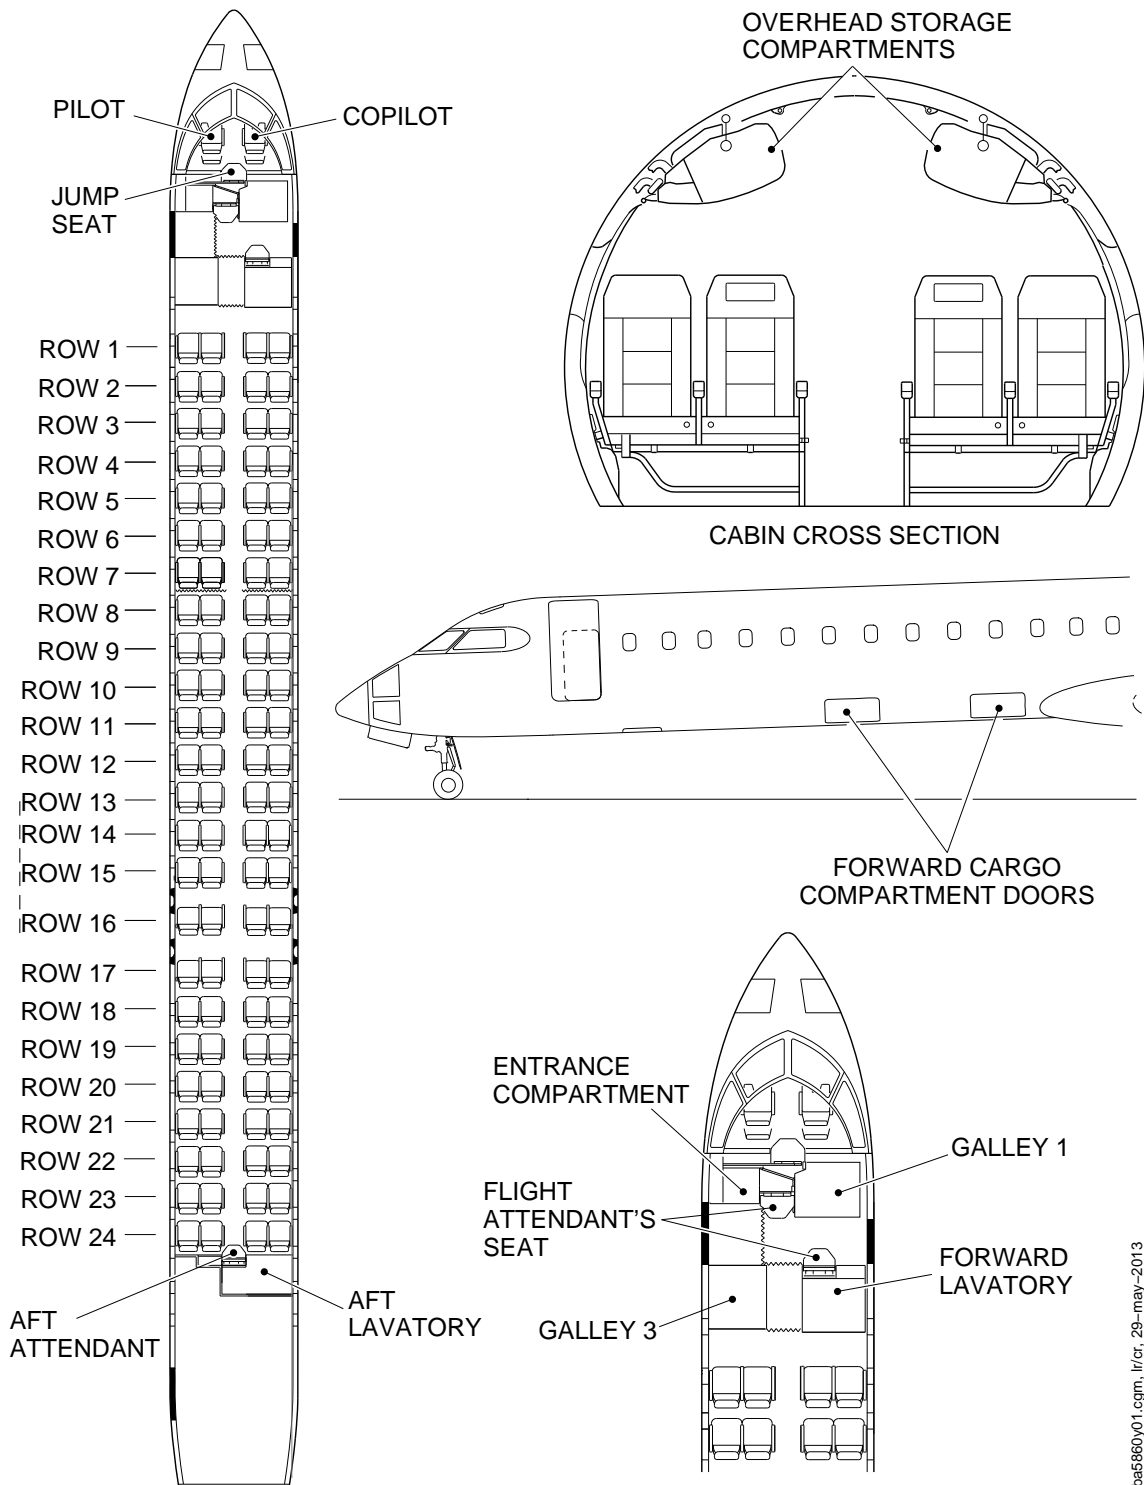 OVERHEAD STORAGE
COMPARTMENTS
PILOT
COPILOT
JUMP
SEAT
ROW 1
ROW 2
ROW 3
ROW 4
ROW 5
ROW 6
ROW 7
ROW 8
ROW 9
ROW 10
ROW 11
ROW 12
ROW 13
ROW 14
ROW 15
ROW 16
ROW 17
ROW 18
ROW 19
ROW 20
ROW 21
ROW 22
ROW 23
ROW 24
AFT
ATTENDANT
AFT
LAVATORY
CABIN CROSS SECTION
FORWARD CARGO
COMPARTMENT DOORS
ENTRANCE
COMPARTMENT
GALLEY 1
FLIGHT
ATTENDANT'S
SEAT
FORWARD
LAVATORY
GALLEY 3
ba5860y01.cgm, lr/cr, 29-may-2013